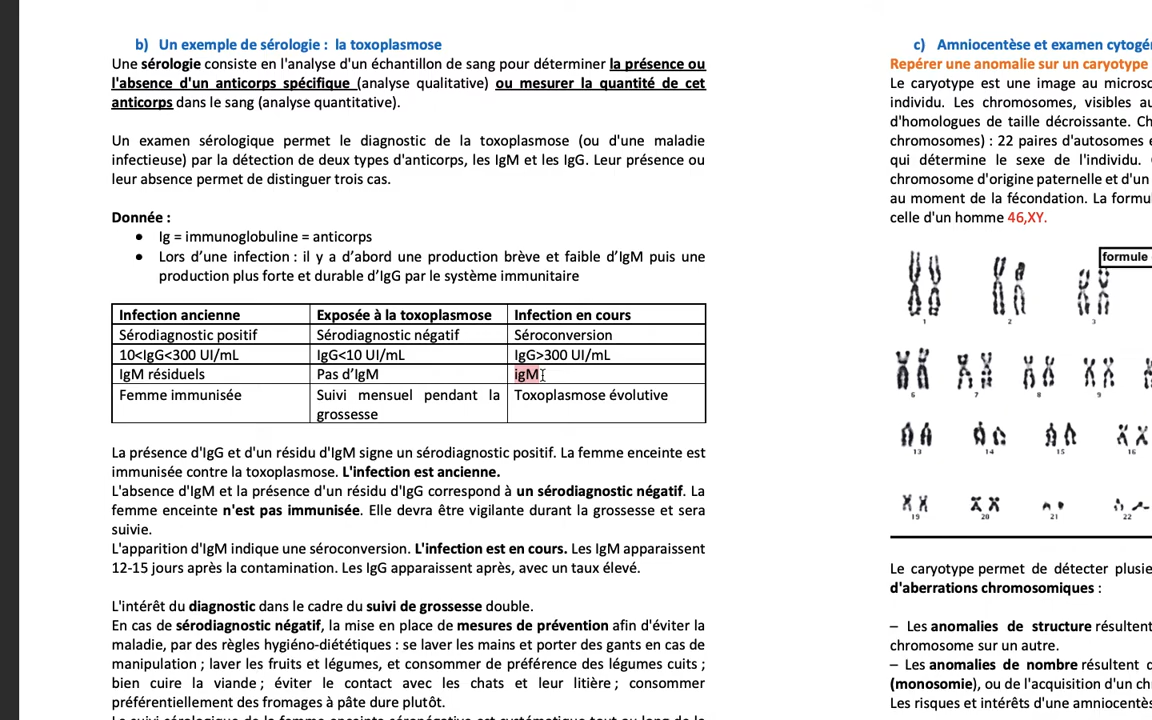 b) Un exemple de sérologie : la toxoplasmose
Une sérologie consiste en l'analyse d'un échantillon de sang pour déterminer la présence ou
l'absence d'un anticorps spécifique (analyse qualitative) ou mesurer la quantité de cet
anticorps dans le sang (analyse quantitative).
Un examen sérologique permet le diagnostic de la toxoplasmose (ou d'une maladie
infectieuse) par la détection de deux types d'anticorps, les IgM et les IgG. Leur présence ou
leur absence permet de distinguer trois cas.
Donnée :
• Ig = immunoglobuline = anticorps
• Lors d’une infection : il y a d’abord une production brève et faible d’IgM puis une
production plus forte et durable d’IgG par le système immunitaire
Infection ancienne Exposée à la toxoplasmose Infection en cours
Sérodiagnostic positif Sérodiagnostic négatif Séroconversion
10<IgG<300 UI/mL IgG<10 UI/mL IgG>300 UI/mL
IgM résiduels Pas d’IgM igM
Femme immunisée Suivi mensuel pendant la Toxoplasmose évolutive
grossesse
La présence d'IgG et d'un résidu d'IgM signe un sérodiagnostic positif. La femme enceinte est
immunisée contre la toxoplasmose. L'infection est ancienne.
L'absence d'IgM et la présence d'un résidu d'IgG correspond à un sérodiagnostic négatif. La
femme enceinte n'est pas immunisée. Elle devra être vigilante durant la grossesse et sera
suivie.
L'apparition d'IgM indique une séroconversion. L'infection est en cours. Les IgM apparaissent
12-15 jours après la contamination. Les IgG apparaissent après, avec un taux élevé.
L'intérêt du diagnostic dans le cadre du suivi de grossesse double.
En cas de sérodiagnostic négatif, la mise en place de mesures de prévention afin d'éviter la
maladie, par des règles hygiéno-diététiques : se laver les mains et porter des gants en cas de
manipulation ; laver les fruits et légumes, et consommer de préférence des légumes cuits ;
bien cuire la viande ; éviter le contact avec les chats et leur litière ; consommer
préférentiellement des fromages à pâte dure plutôt.
c) Amniocentèse et examen cytogé
Repérer une anomalie sur un caryotype
Le caryotype est une image au microsc
individu. Les chromosomes, visibles au
d'homologues de taille décroissante. Ch
chromosomes) : 22 paires d'autosomes e
qui détermine le sexe de l'individu.
chromosome d'origine paternelle et d'un
au moment de la fécondation. La formu
celle d'un homme 46,XY.
formule
1 2 3
6 7 8 9
13 14 15 16
19 20 21 22
Le caryotype permet de détecter plusie
d'aberrations chromosomiques :
– Les anomalies de structure résultent
chromosome sur un autre.
– Les anomalies de nombre résultent d
(monosomie), ou de l'acquisition d'un ch
Les risques et intérêts d'une amniocentès